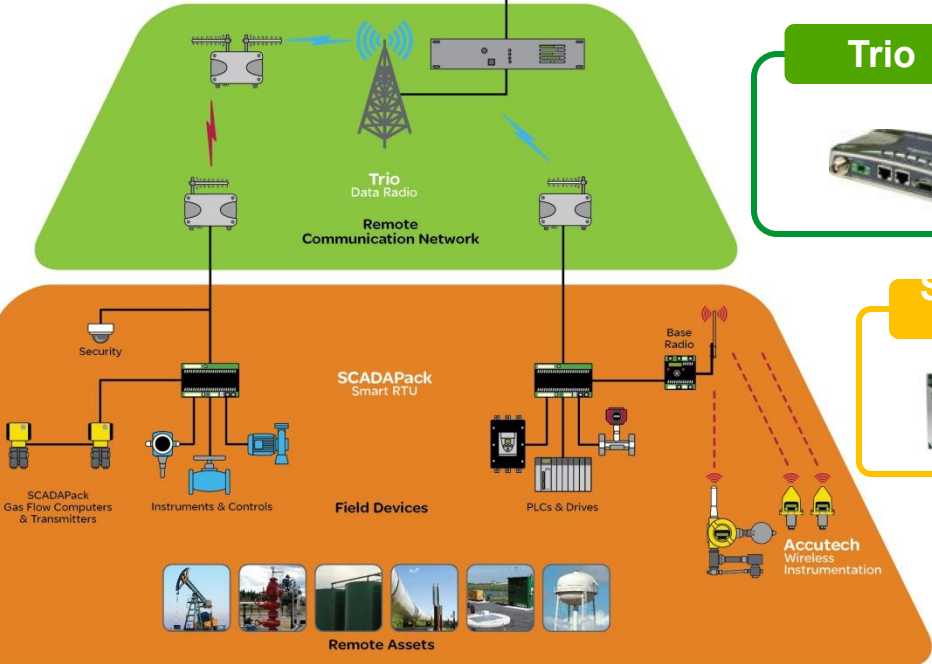 Trio
Trio
Data Radio
Remote
Communication Network
Security
Base
Radio
SCADAPack
Smart RTU
SCADAPack
Gas Flow Computers
& Transmitters
Instruments & Controls
Field Devices
PLCs & Drives
Accutech
Wireless
Instrumentation
Remote Assets